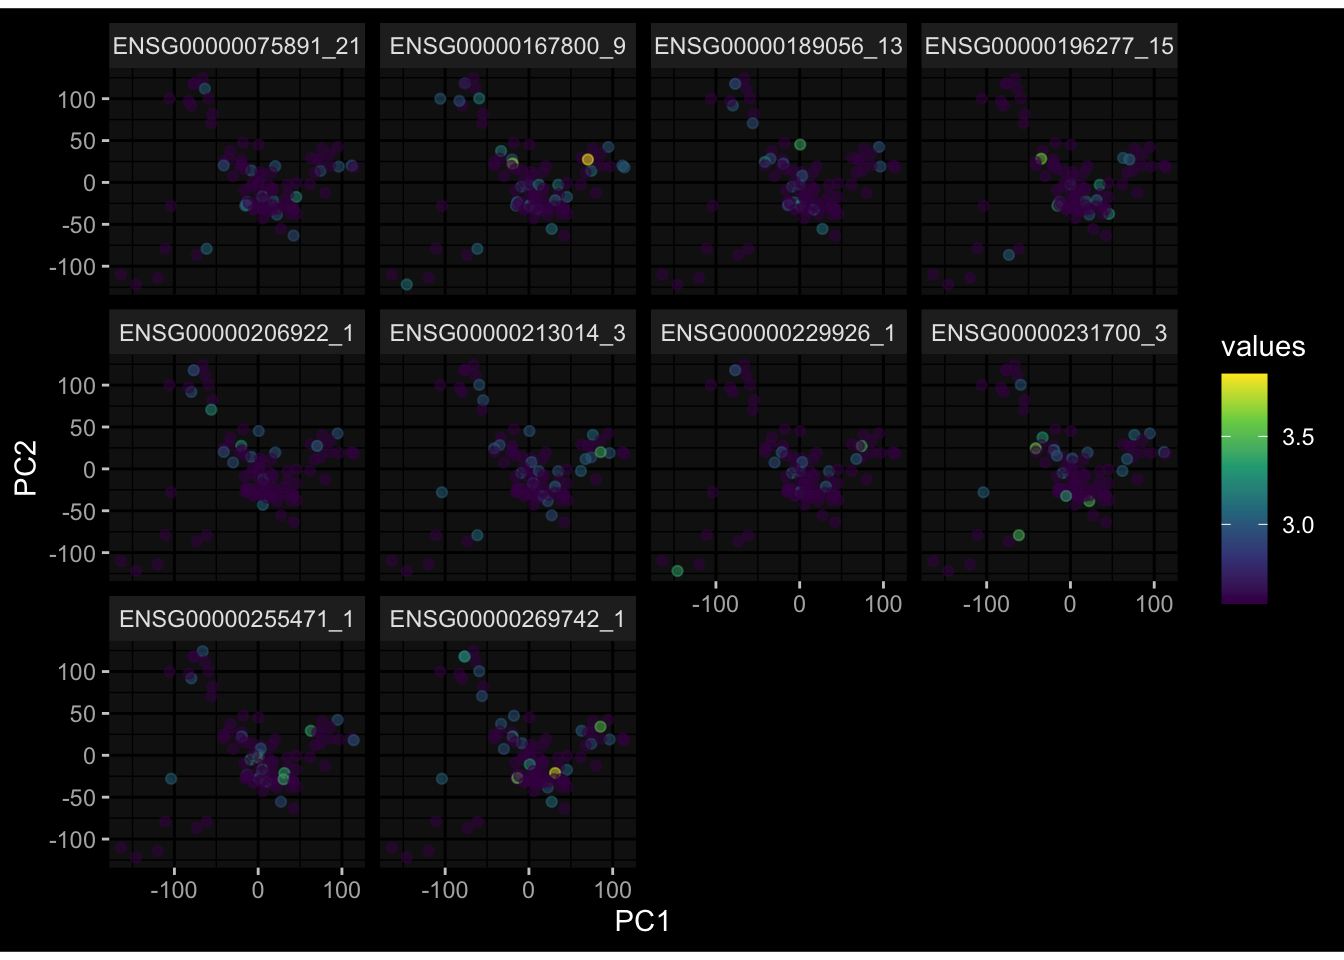 ENSG00000075891_21 ENSG00000167800_9 ENSG00000189056_13 ENSG00000196277_15
100
50
0
-50
-100
ENSG00000206922_1 ENSG00000213014_3 ENSG00000229926_1 ENSG00000231700_3
100
50
0
-50
-100
-100 0 100 -100 0 100
ENSG00000255471_1 ENSG00000269742_1
100
50
0
-50
-100
-100 0 100 -100 0 100
PC1
PC2
values
3.5
3.0